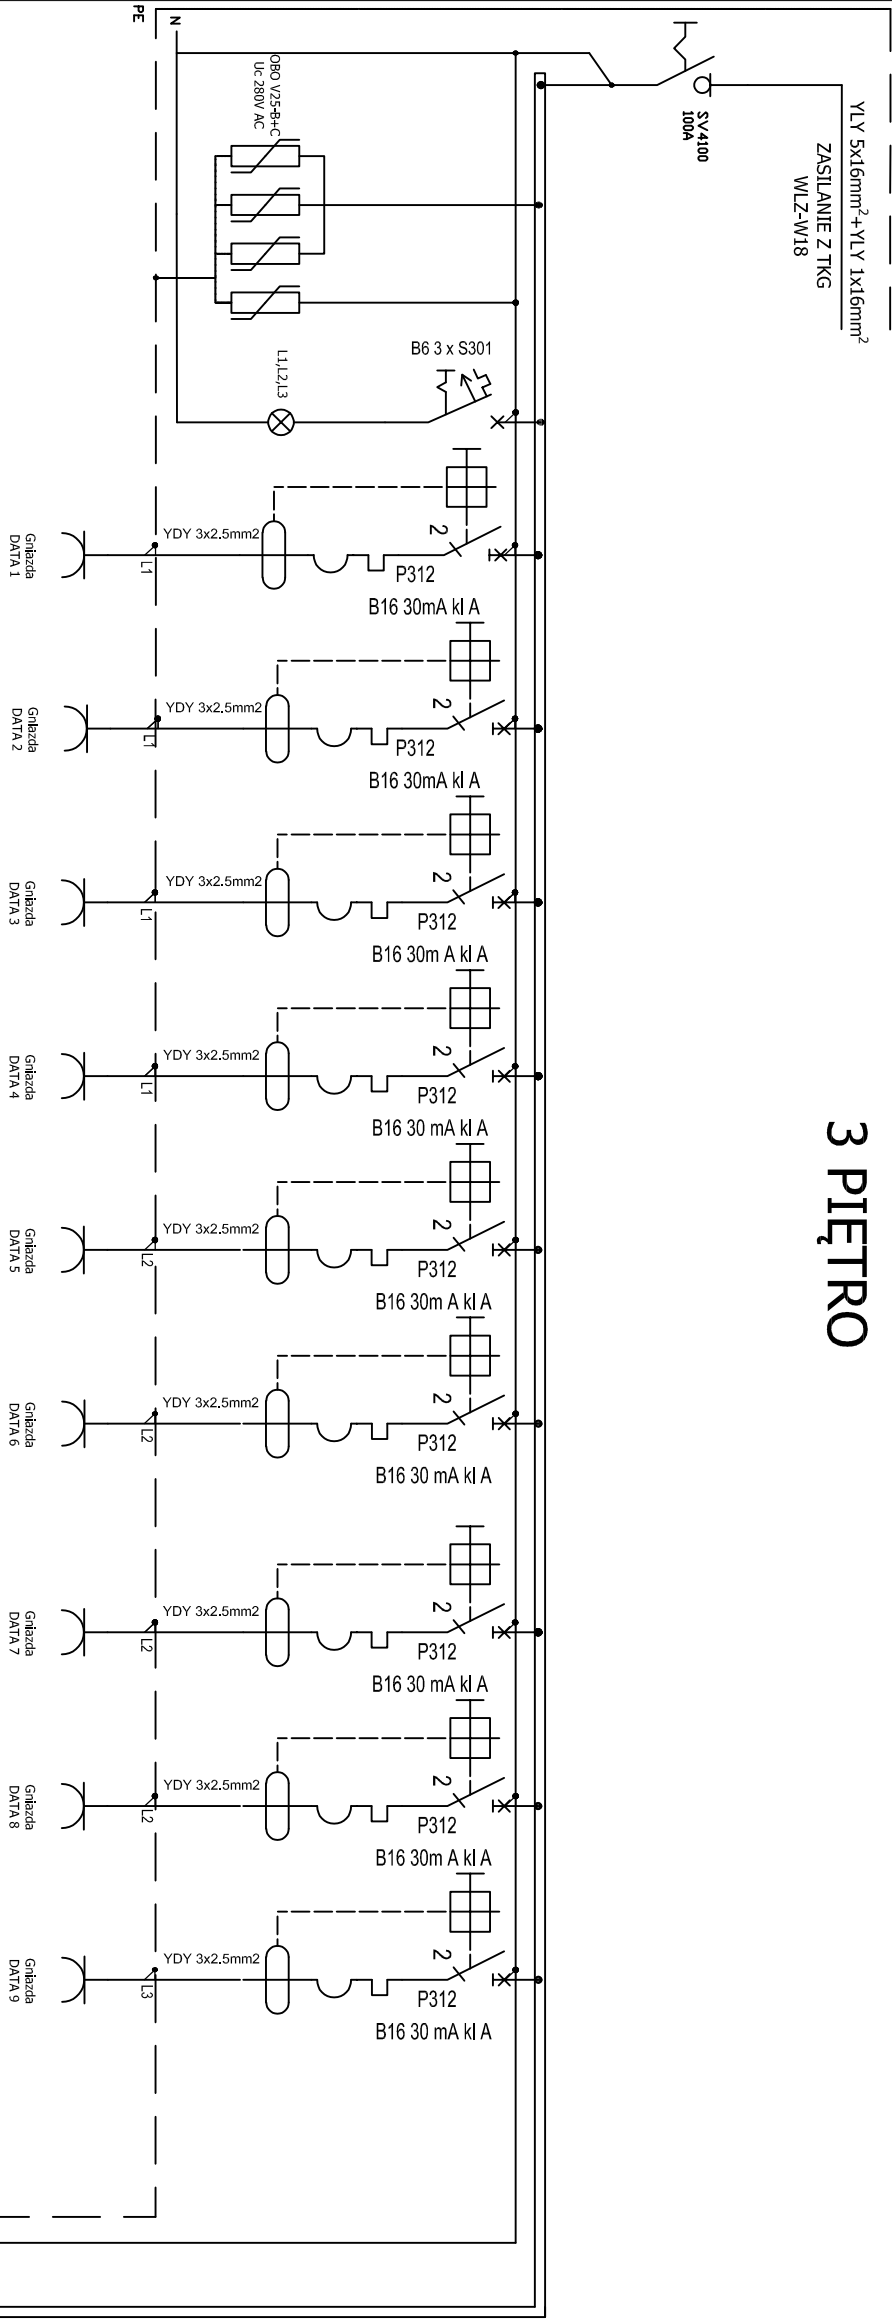 3 PIĘTRO
YLY 5x16mm²+YLY 1x16mm²
ZASILANIE Z TKG
WLZ-W18
SV4100
100A
PE
N
OBO V25-B+C
Uc 280V AC
B6 3 x S301
L1,L2,L3
2
P312
B16 30mA kl A
YDY 3x2.5mm2
L1
Gniazda
DATA 1
2
P312
B16 30mA kl A
YDY 3x2.5mm2
L1
Gniazda
DATA 2
2
P312
B16 30m A kl A
YDY 3x2.5mm2
L1
Gniazda
DATA 3
2
P312
B16 30 mA kl A
YDY 3x2.5mm2
L1
Gniazda
DATA 4
2
P312
B16 30m A kl A
YDY 3x2.5mm2
L2
Gniazda
DATA 5
2
P312
B16 30 mA kl A
YDY 3x2.5mm2
L2
Gniazda
DATA 6
2
P312
B16 30 mA kl A
YDY 3x2.5mm2
L2
Gniazda
DATA 7
2
P312
B16 30m A kl A
YDY 3x2.5mm2
L2
Gniazda
DATA 8
2
P312
B16 30 mA kl A
YDY 3x2.5mm2
L3
Gniazda
DATA 9